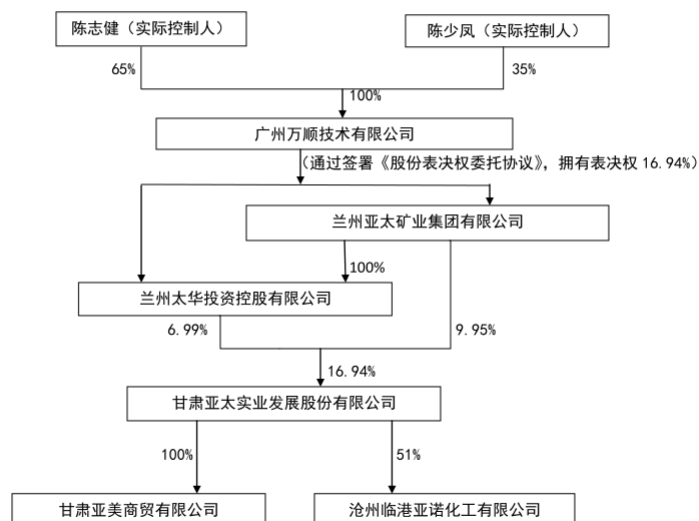 陈志健（实际控制人）
陈少凤（实际控制人）
65%
35%
100%
广州万顺技术有限公司
（通过签署《股份表决权委托协议》，拥有表决权 16.94%）
兰州亚太矿业集团有限公司
100%
兰州太华投资控股有限公司
6.99%
9.95%
16.94%
甘肃亚太实业发展股份有限公司
100%
51%
甘肃亚美商贸有限公司
沧州临港亚诺化工有限公司